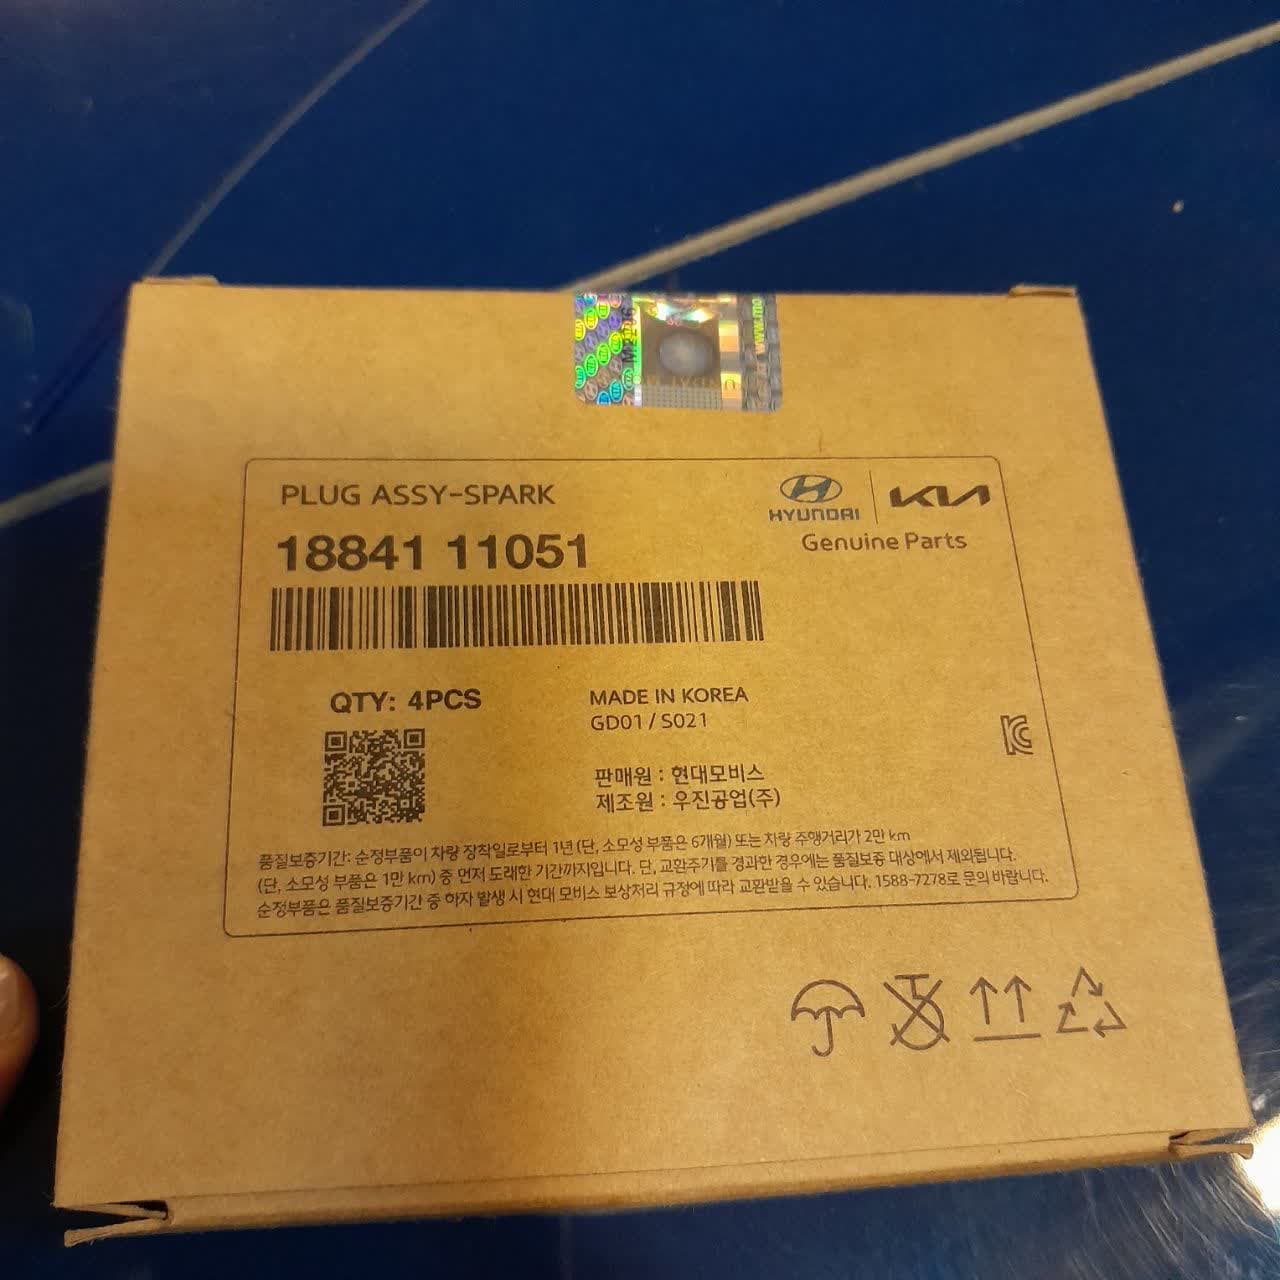 PLUG ASSY-SPARK
18841 11051
HYUNDAI
KIA
Genuine Parts
QTY: 4PCS
MADE IN KOREA
GD01 / S021
판매원 : 현대모비스
제조원 : 우진공업(주)
품질보증기간: 순정부품이 차량 장착일로부터 1년 (단, 소모성 부품은 6개월) 또는 차량 주행거리가 2만 km
(단, 소모성 부품은 1만 km) 중 먼저 도래한 기간까지입니다. 단, 교환주기를 경과한 경우에는 품질보증 대상에서 제외됩니다.
순정부품은 품질보증기간 중 하자 발생 시 현대 모비스 보상처리 규정에 따라 교환받을 수 있습니다. 1588-7278로 문의 바랍니다.